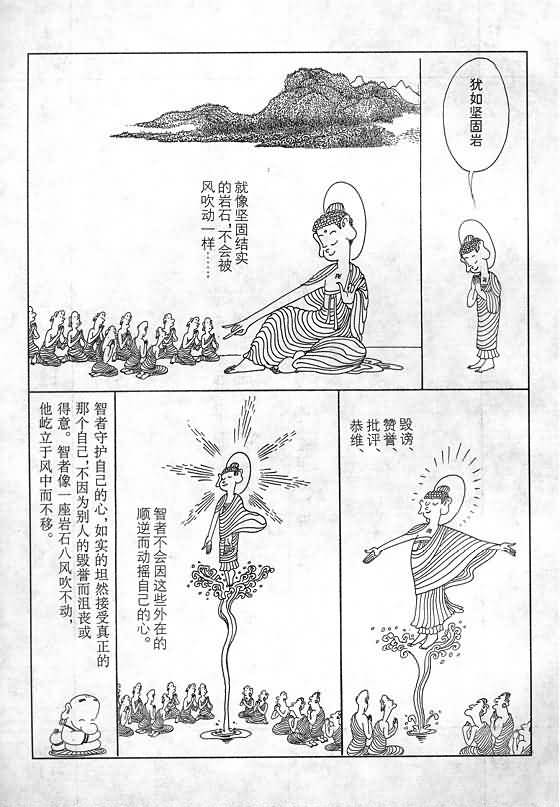 犹如坚固岩
就像坚固结实
的岩石，不会被
风吹动一样……
毁谤、
赞誉、
批评、
恭维、
智者不会因这些外在的
顺逆而动摇自己的心。
智者守护自己的心，如实的坦然接受真正的
那个自己，不因为别人的毁誉而沮丧或
得意。智者像一座岩石八风吹不动，
他屹立于风中而不移。